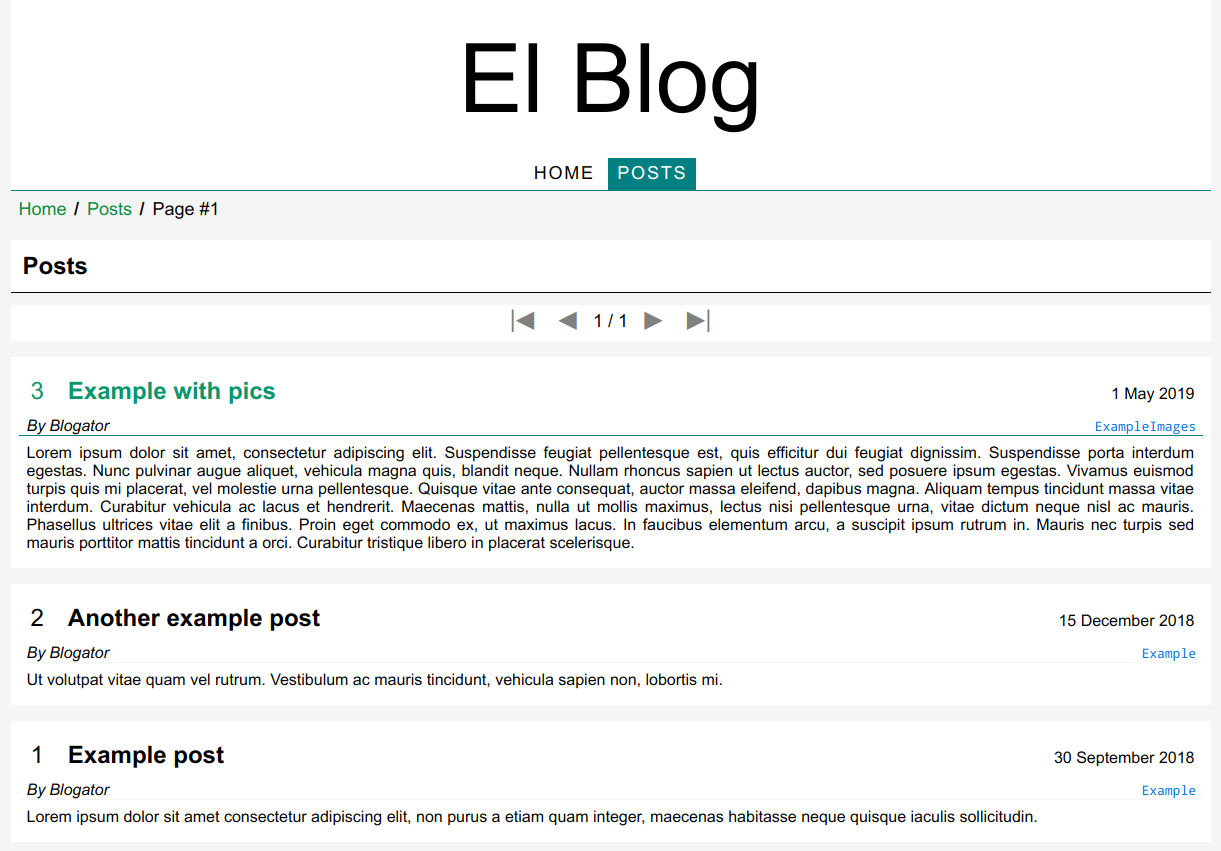 El Blog
HOME POSTS
Home / Posts / Page #1
Posts
1 / 1
3 Example with pics 1 May 2019
By Blogator ExampleImages
Lorem ipsum dolor sit amet, consectetur adipiscing elit. Suspendisse feugiat pellentesque est, quis efficitur dui feugiat dignissim. Suspendisse porta interdum
egestas. Nunc pulvinar augue aliquet, vehicula magna quis, blandit neque. Nullam rhoncus sapien ut lectus auctor, sed posuere ipsum egestas. Vivamus euismod
turpis quis mi placerat, vel molestie urna pellentesque. Quisque vitae ante consequat, auctor massa eleifend, dapibus magna. Aliquam tempus tincidunt massa vitae
interdum. Curabitur vehicula ac lacus et hendrerit. Maecenas mattis, nulla ut mollis maximus, lectus nisi pellentesque urna, vitae dictum neque nisl ac mauris.
Phasellus ultrices vitae elit a finibus. Proin eget commodo ex, ut maximus lacus. In faucibus elementum arcu, a suscipit ipsum rutrum in. Mauris nec turpis sed
mauris porttitor mattis tincidunt a orci. Curabitur tristique libero in placerat scelerisque.
2 Another example post 15 December 2018
By Blogator Example
Ut volutpat vitae quam vel rutrum. Vestibulum ac mauris tincidunt, vehicula sapien non, lobortis mi.
1 Example post 30 September 2018
By Blogator Example
Lorem ipsum dolor sit amet consectetur adipiscing elit, non purus a etiam quam integer, maecenas habitasse neque quisque iaculis sollicitudin.